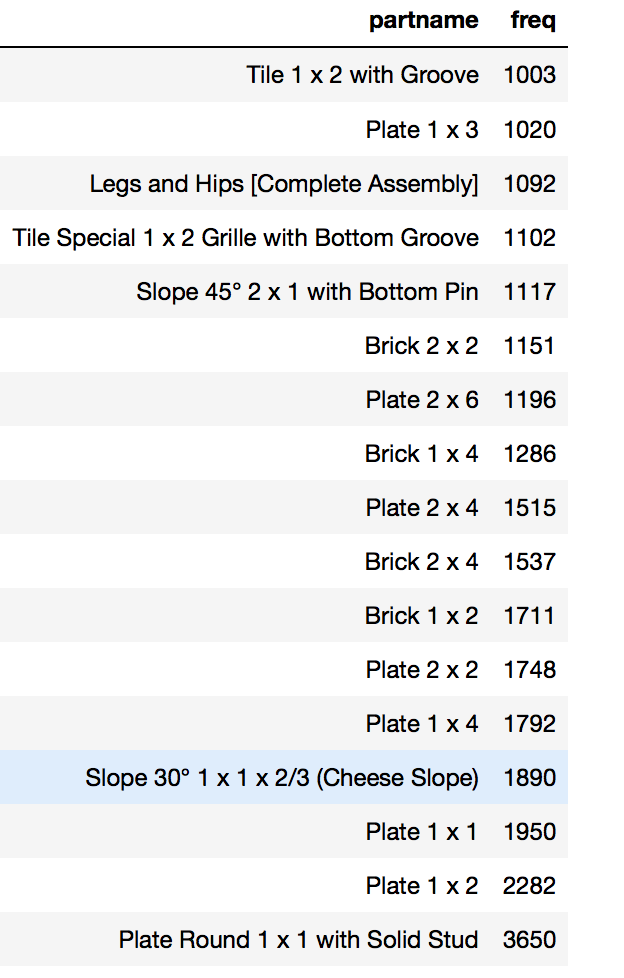 partname freq
Tile 1 x 2 with Groove 1003
Plate 1 x 3 1020
Legs and Hips [Complete Assembly] 1092
Tile Special 1 x 2 Grille with Bottom Groove 1102
Slope 45° 2 x 1 with Bottom Pin 1117
Brick 2 x 2 1151
Plate 2 x 6 1196
Brick 1 x 4 1286
Plate 2 x 4 1515
Brick 2 x 4 1537
Brick 1 x 2 1711
Plate 2 x 2 1748
Plate 1 x 4 1792
Slope 30° 1 x 1 x 2/3 (Cheese Slope) 1890
Plate 1 x 1 1950
Plate 1 x 2 2282
Plate Round 1 x 1 with Solid Stud 3650